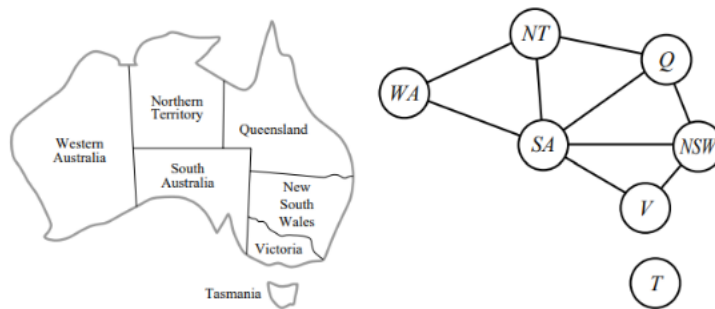 Northern
Territory
Western
Australia
Queensland
South
Australia
New
South
Wales
Victoria
Tasmania
NT
Q
WA
SA
NSW
V
T